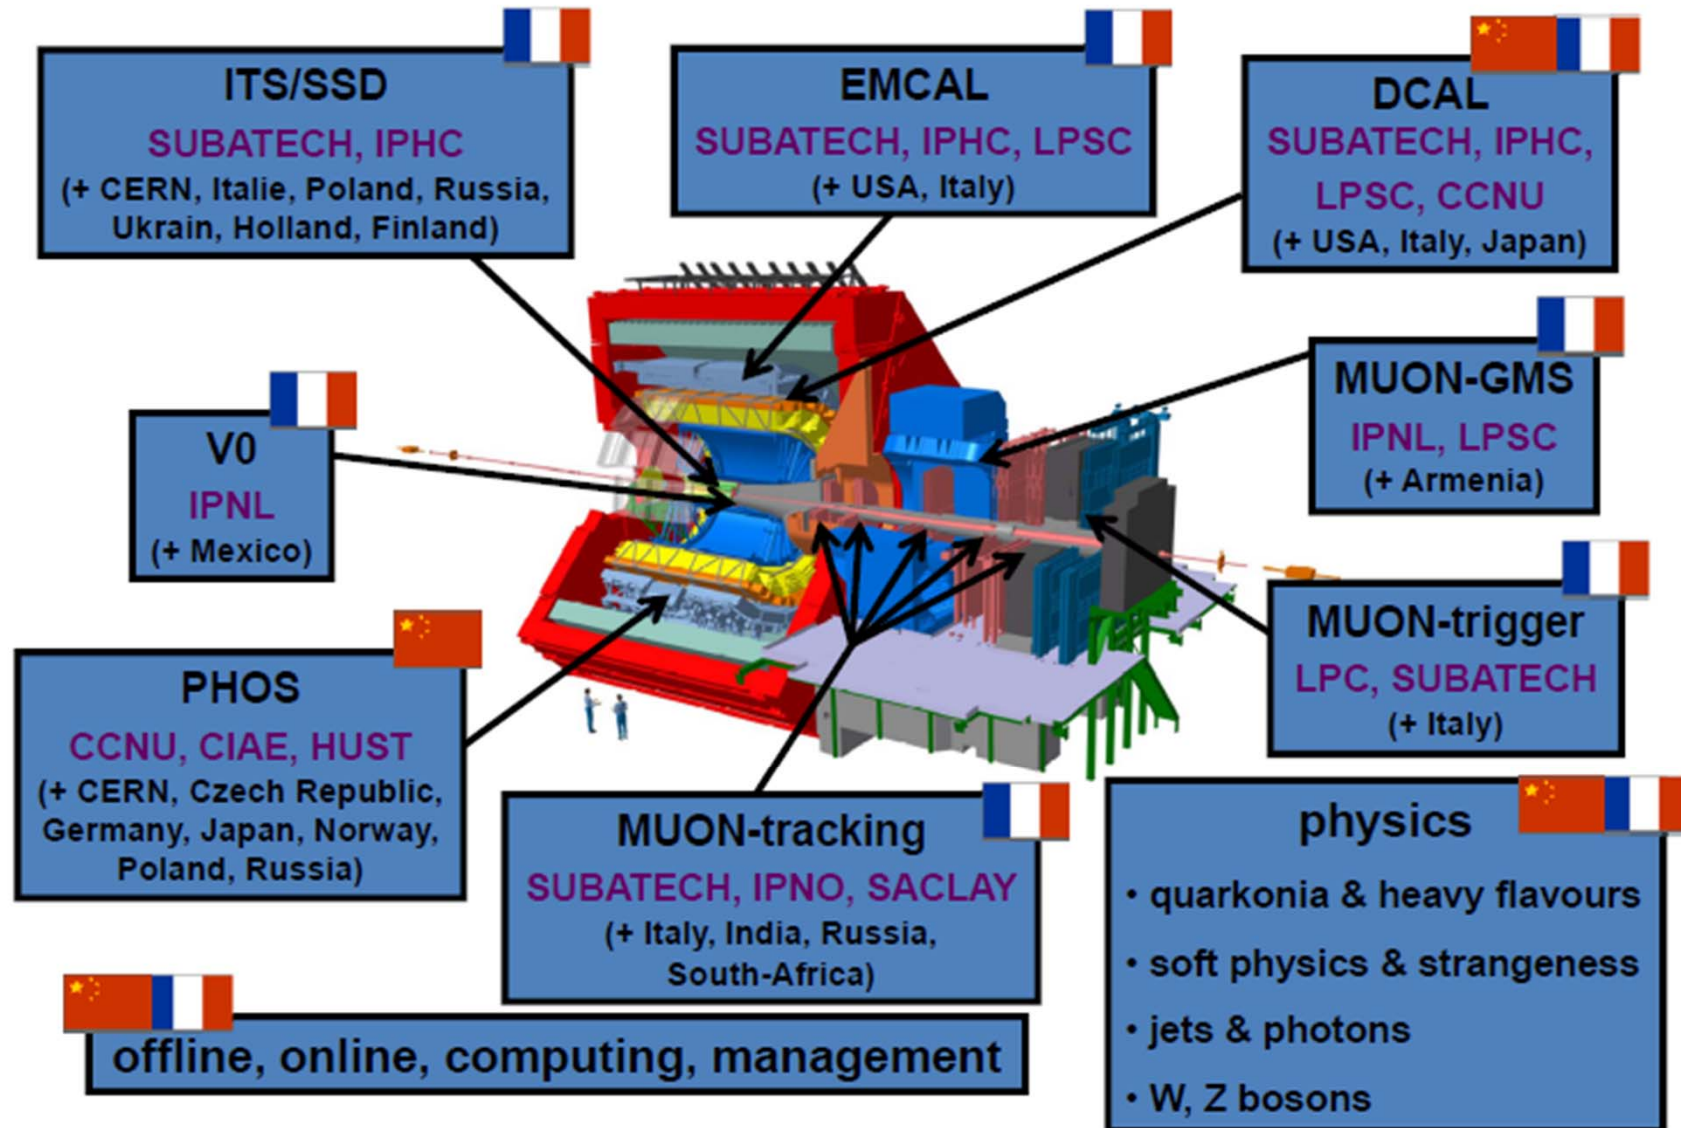 ITS/SSD
SUBATECH, IPHC
(+ CERN, Italie, Poland, Russia,
Ukrain, Holland, Finland)
EMCAL
SUBATECH, IPHC, LPSC
(+ USA, Italy)
DCAL
SUBATECH, IPHC,
LPSC, CCNU
(+ USA, Italy, Japan)
V0
IPNL
(+ Mexico)
MUON-GMS
IPNL, LPSC
(+ Armenia)
MUON-trigger
LPC, SUBATECH
(+ Italy)
PHOS
CCNU, CIAE, HUST
(+ CERN, Czech Republic,
Germany, Japan, Norway,
Poland, Russia)
MUON-tracking
SUBATECH, IPNO, SACLAY
(+ Italy, India, Russia,
South-Africa)
physics
• quarkonia & heavy flavours
• soft physics & strangeness
• jets & photons
• W, Z bosons
offline, online, computing, management